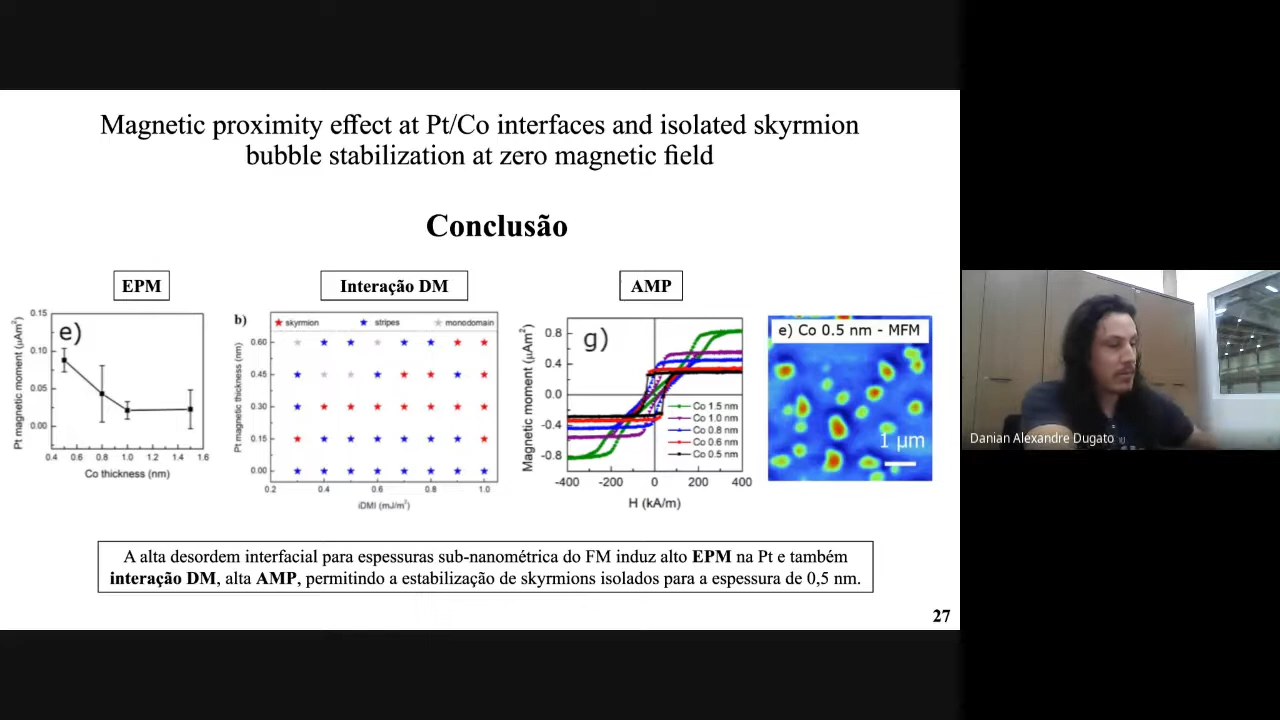 Magnetic proximity effect at Pt/Co interfaces and isolated skyrmion
bubble stabilization at zero magnetic field
Conclusão
EPM
Interação DM
AMP
e)
Pt magnetic moment (μAm²)
0.15
0.10
0.05
0.00
0.4 0.6 0.8 1.0 1.2 1.4 1.6
Co thickness (nm)
b)
skyrmion stripes monodomain
Pt magnetic thickness (nm)
0.60
0.45
0.30
0.15
0.00
0.2 0.4 0.6 0.8 1.0
iDMI (mJ/m²)
g)
Magnetic moment (μAm²)
0.8
0.4
0.0
-0.4
-0.8
Co 1.5 nm
Co 1.0 nm
Co 0.8 nm
Co 0.6 nm
Co 0.5 nm
-400 -200 0 200 400
H (kA/m)
e) Co 0.5 nm - MFM
1 μm
Danian Alexandre Dugato
A alta desordem interfacial para espessuras sub-nanométrica do FM induz alto EPM na Pt e também
interação DM, alta AMP, permitindo a estabilização de skyrmions isolados para a espessura de 0,5 nm.
27